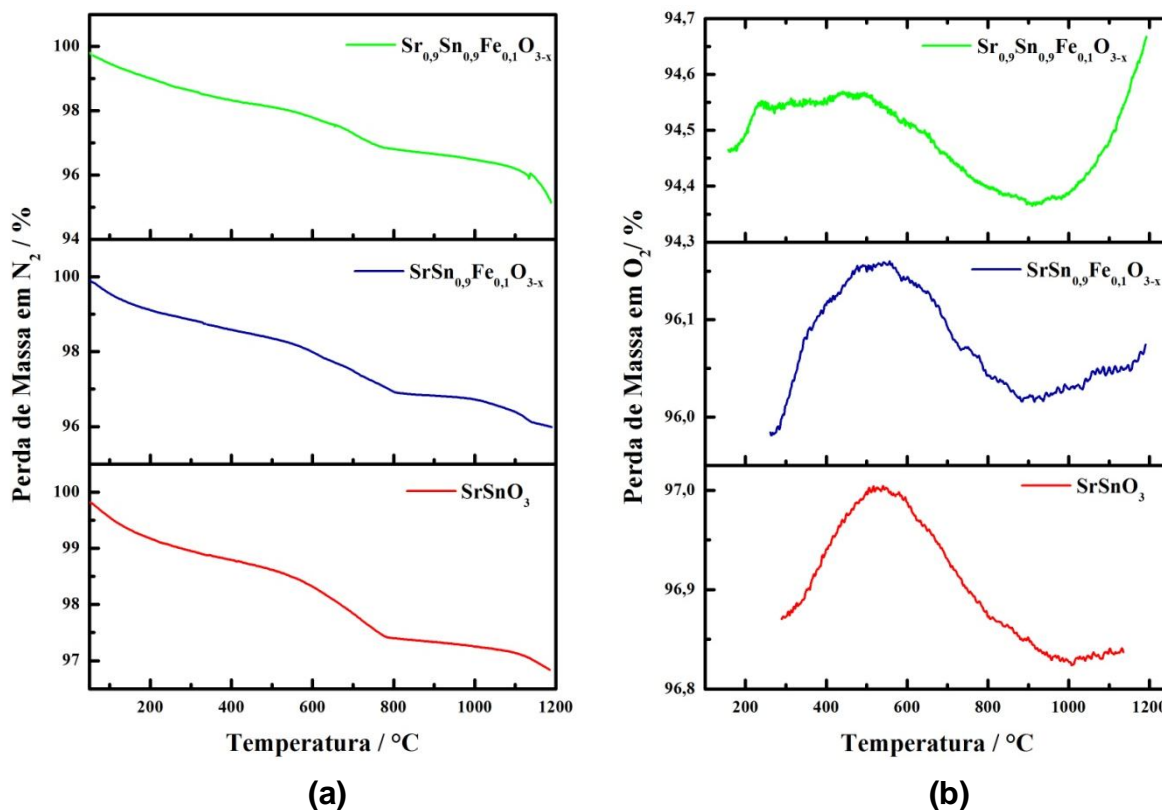 Perda de Massa em N₂ / %
100
98
96
94
Sr₀,₉Sn₀,₉Fe₀,₁O₃₋ₓ
100
98
96
SrSn₀,₉Fe₀,₁O₃₋ₓ
100
99
98
97
SrSnO₃
200 400 600 800 1000 1200
Temperatura / °C
(a)
Perda de Massa em O₂/ %
94,7
94,6
94,5
94,4
94,3
Sr₀,₉Sn₀,₉Fe₀,₁O₃₋ₓ
96,1
96,0
SrSn₀,₉Fe₀,₁O₃₋ₓ
97,0
96,9
96,8
SrSnO₃
200 400 600 800 1000 1200
Temperatura / °C
(b)